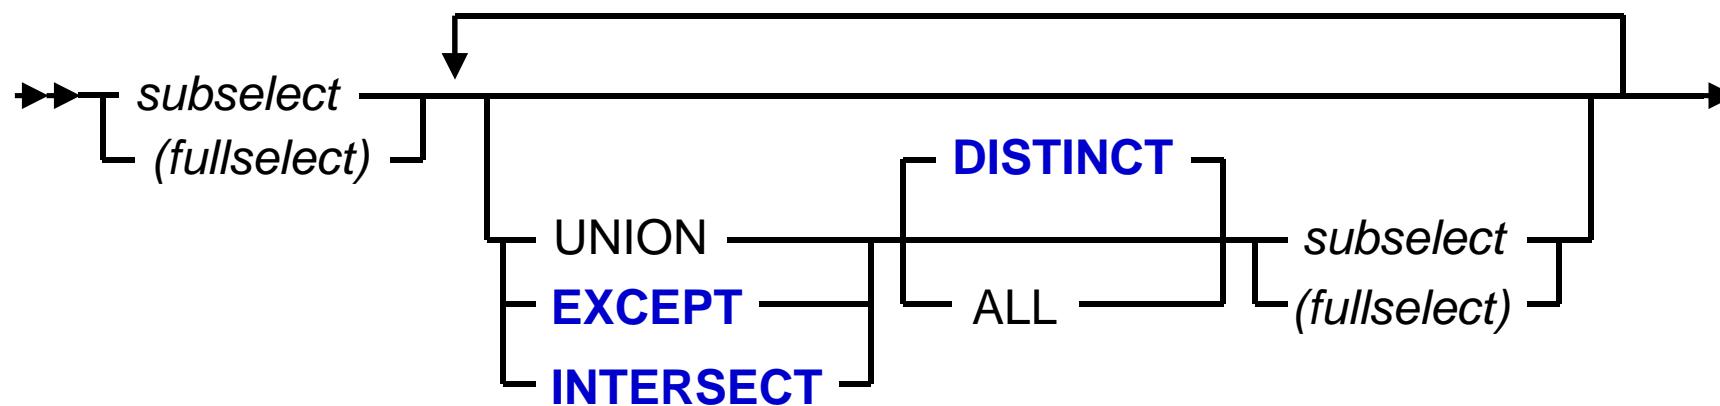 subselect
(fullselect)
DISTINCT
UNION
subselect
EXCEPT
ALL
(fullselect)
INTERSECT